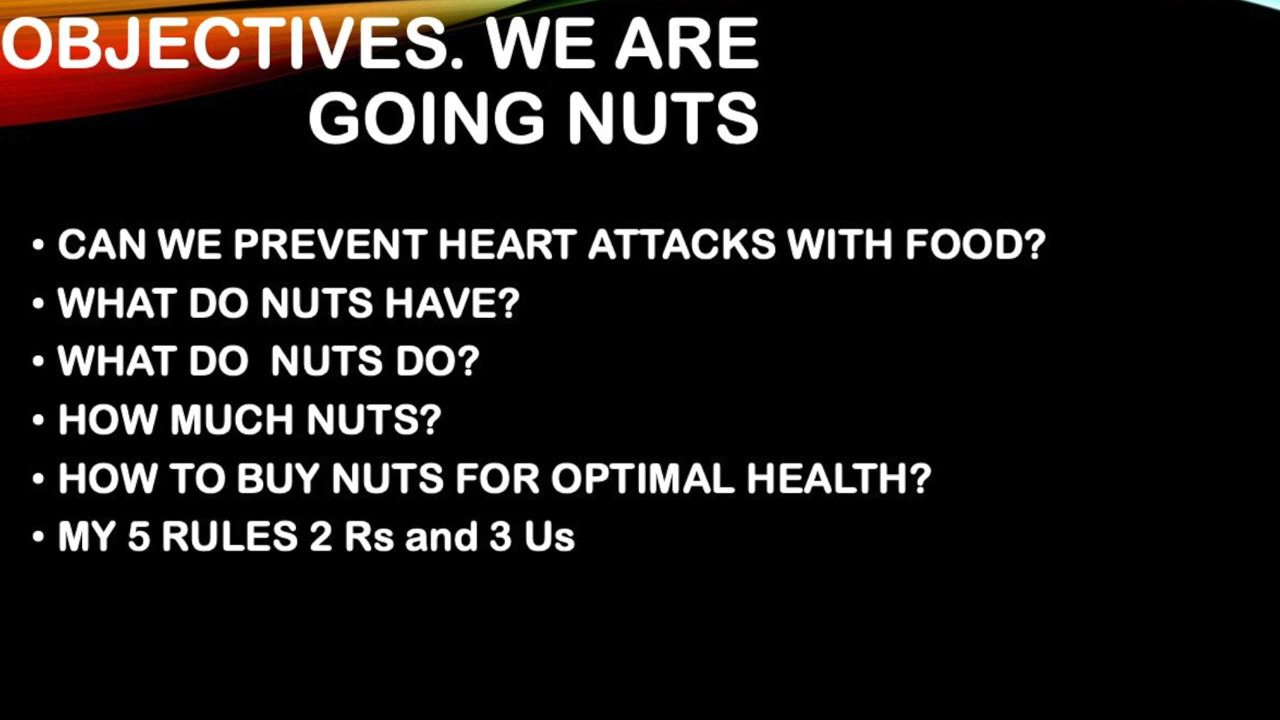 OBJECTIVES. WE ARE
GOING NUTS
• CAN WE PREVENT HEART ATTACKS WITH FOOD?
• WHAT DO NUTS HAVE?
• WHAT DO  NUTS DO?
• HOW MUCH NUTS?
• HOW TO BUY NUTS FOR OPTIMAL HEALTH?
• MY 5 RULES 2 Rs and 3 Us